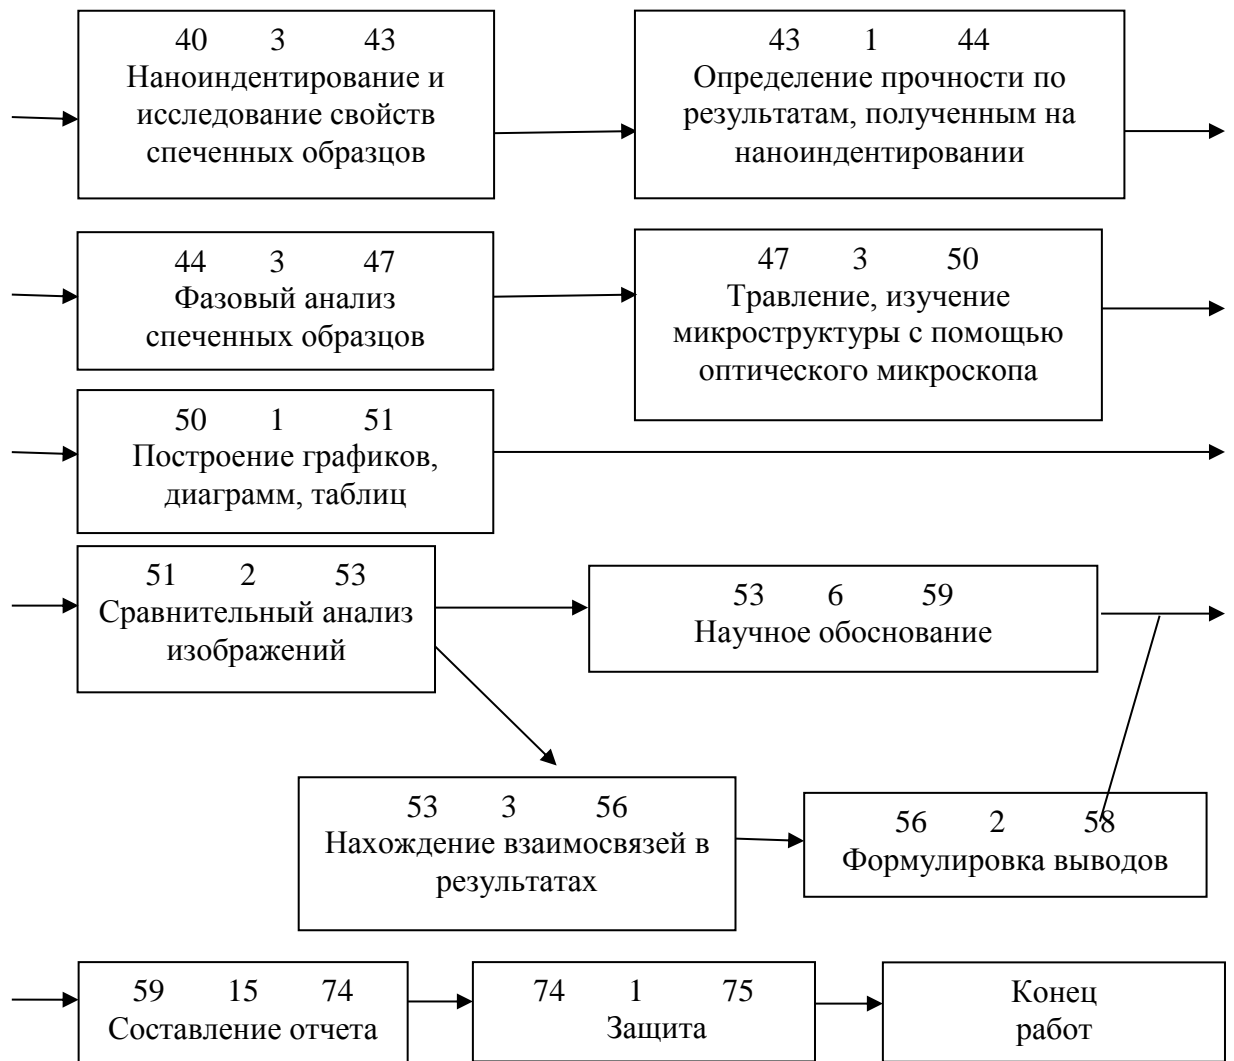 40 3 43
Наноиндентирование и
исследование свойств
спеченных образцов
43 1 44
Определение прочности по
результатам, полученным на
наноиндентировании
44 3 47
Фазовый анализ
спеченных образцов
47 3 50
Травление, изучение
микроструктуры с помощью
оптического микроскопа
50 1 51
Построение графиков,
диаграмм, таблиц
51 2 53
Сравнительный анализ
изображений
53 6 59
Научное обоснование
53 3 56
Нахождение взаимосвязей в
результатах
56 2 58
Формулировка выводов
59 15 74
Составление отчета
74 1 75
Защита
Конец
работ